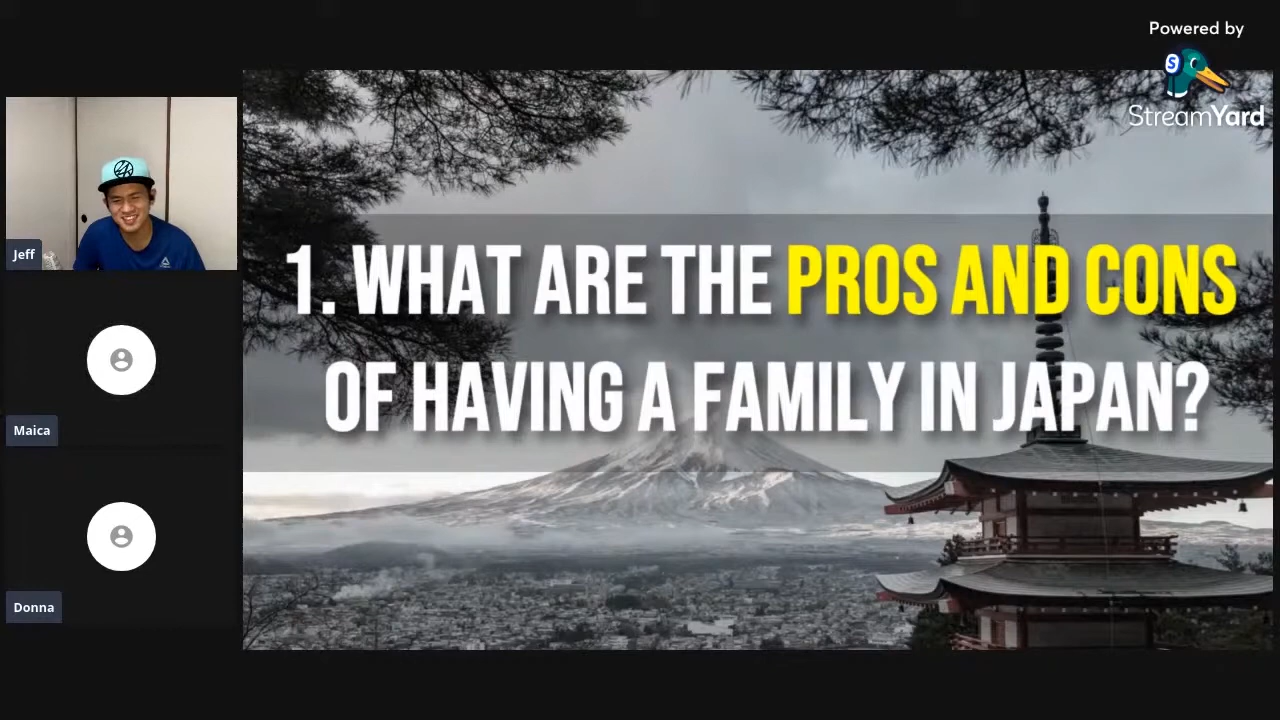 Powered by
StreamYard
Jeff
Maica
Donna
1. WHAT ARE THE PROS AND CONS
OF HAVING A FAMILY IN JAPAN?